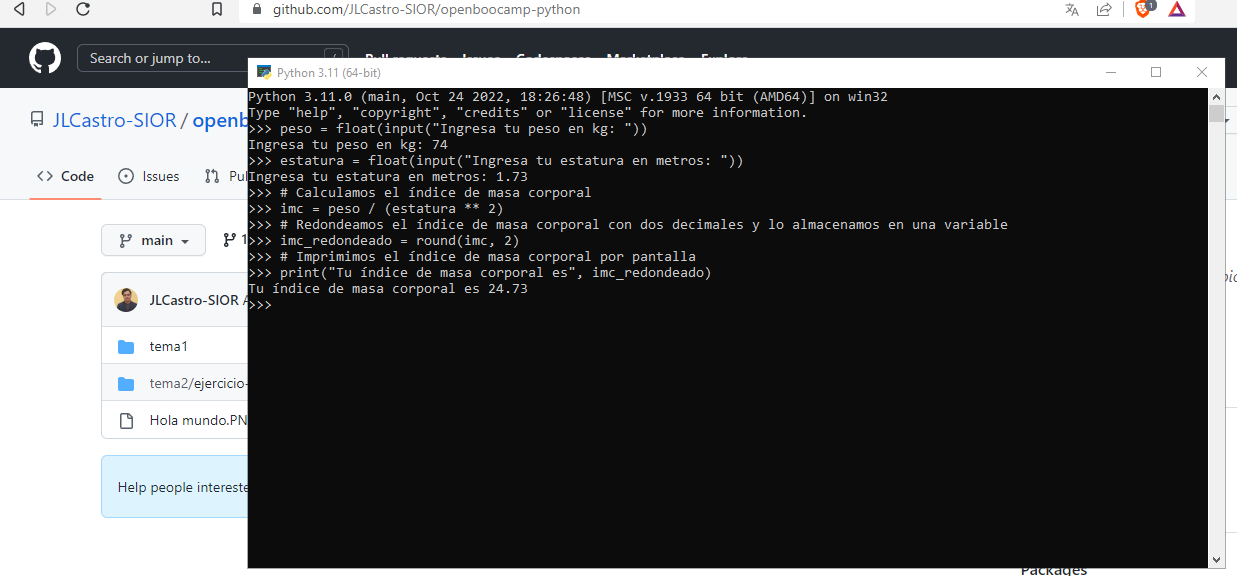 github.com/JLCastro-SIOR/openboocamp-python
1
Search or jump to...
/
Python 3.11 (64-bit)
Python 3.11.0 (main, Oct 24 2022, 18:26:48) [MSC v.1933 64 bit (AMD64)] on win32
Type "help", "copyright", "credits" or "license" for more information.
>>> peso = float(input("Ingresa tu peso en kg: "))
Ingresa tu peso en kg: 74
>>> estatura = float(input("Ingresa tu estatura en metros: "))
Ingresa tu estatura en metros: 1.73
>>> # Calculamos el índice de masa corporal
>>> imc = peso / (estatura ** 2)
>>> # Redondeamos el índice de masa corporal con dos decimales y lo almacenamos en una variable
>>> imc_redondeado = round(imc, 2)
>>> # Imprimimos el índice de masa corporal por pantalla
>>> print("Tu índice de masa corporal es", imc_redondeado)
Tu índice de masa corporal es 24.73
>>>
JLCastro-SIOR / openb
Code
Issues
Pul
main
1
JLCastro-SIOR A
tema1
tema2/ejercicio-
Hola mundo.PN
Help people intereste
Packages